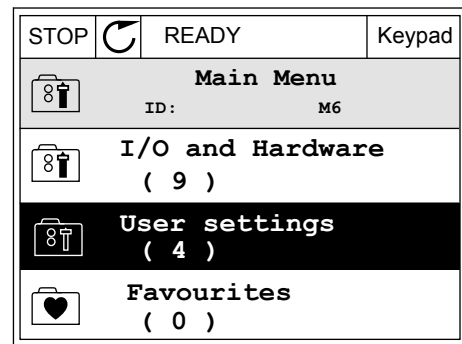 STOP READY Keypad
Main Menu
ID: M6
I/O and Hardware
( 9 )
User settings
( 4 )
Favourites
( 0 )